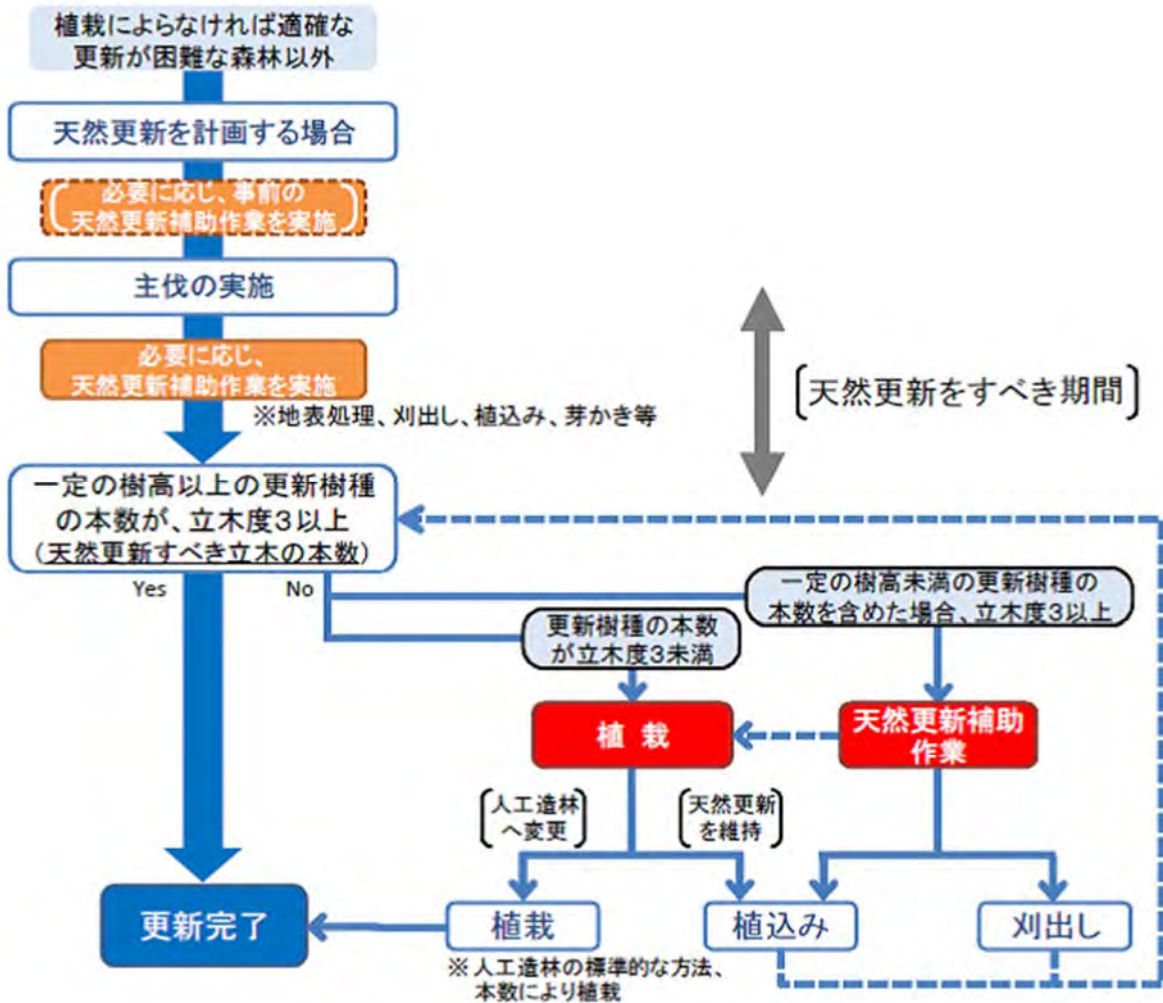 植栽によらなければ適確な
更新が困難な森林以外
天然更新を計画する場合
必要に応じ、事前の
天然更新補助作業を実施
主伐の実施
必要に応じ、
天然更新補助作業を実施
※地表処理、刈出し、植込み、芽かき等
天然更新をすべき期間
一定の樹高以上の更新樹種
の本数が、立木度3以上
(天然更新すべき立木の本数)
Yes
No
一定の樹高未満の更新樹種の
本数を含めた場合、立木度3以上
更新樹種の本数
が立木度3未満
植 栽
天然更新補助
作業
人工造林
へ変更
天然更新
を維持
更新完了
植栽
植込み
刈出し
※人工造林の標準的な方法、
本数により植栽